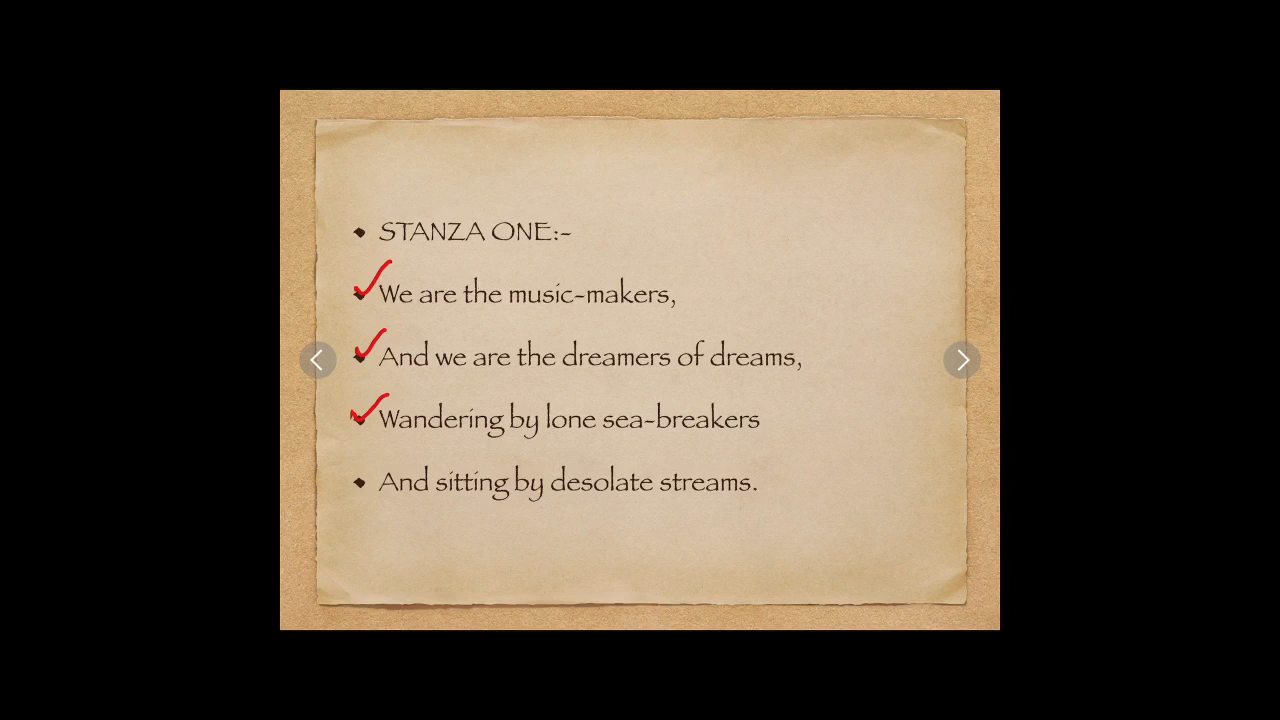 STANZA ONE:-
We are the music-makers,
And we are the dreamers of dreams,
Wandering by lone sea-breakers
And sitting by desolate streams.